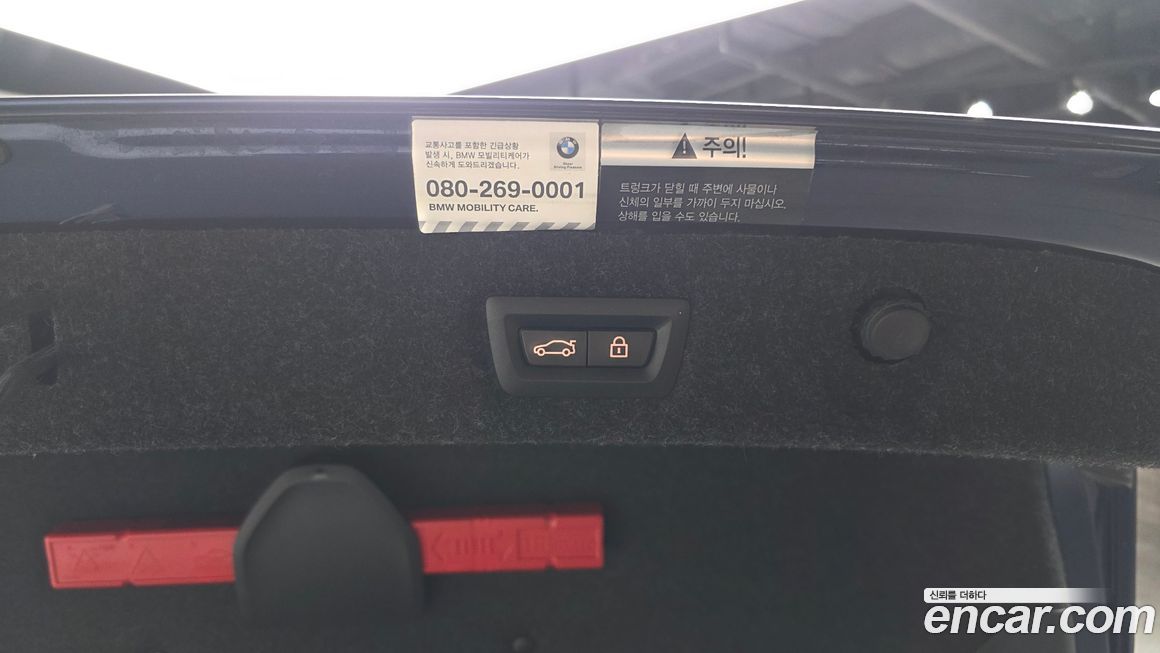 교통사고를 포함한 긴급상황
발생 시, BMW 모빌리티케어가
신속하게 도와드리겠습니다.
080-269-0001
BMW MOBILITY CARE.
주의!
트렁크가 닫힐 때 주변에 사물이나
신체의 일부를 가까이 두지 마십시오.
상해를 입을 수도 있습니다.
신뢰를 더하다
encar.com